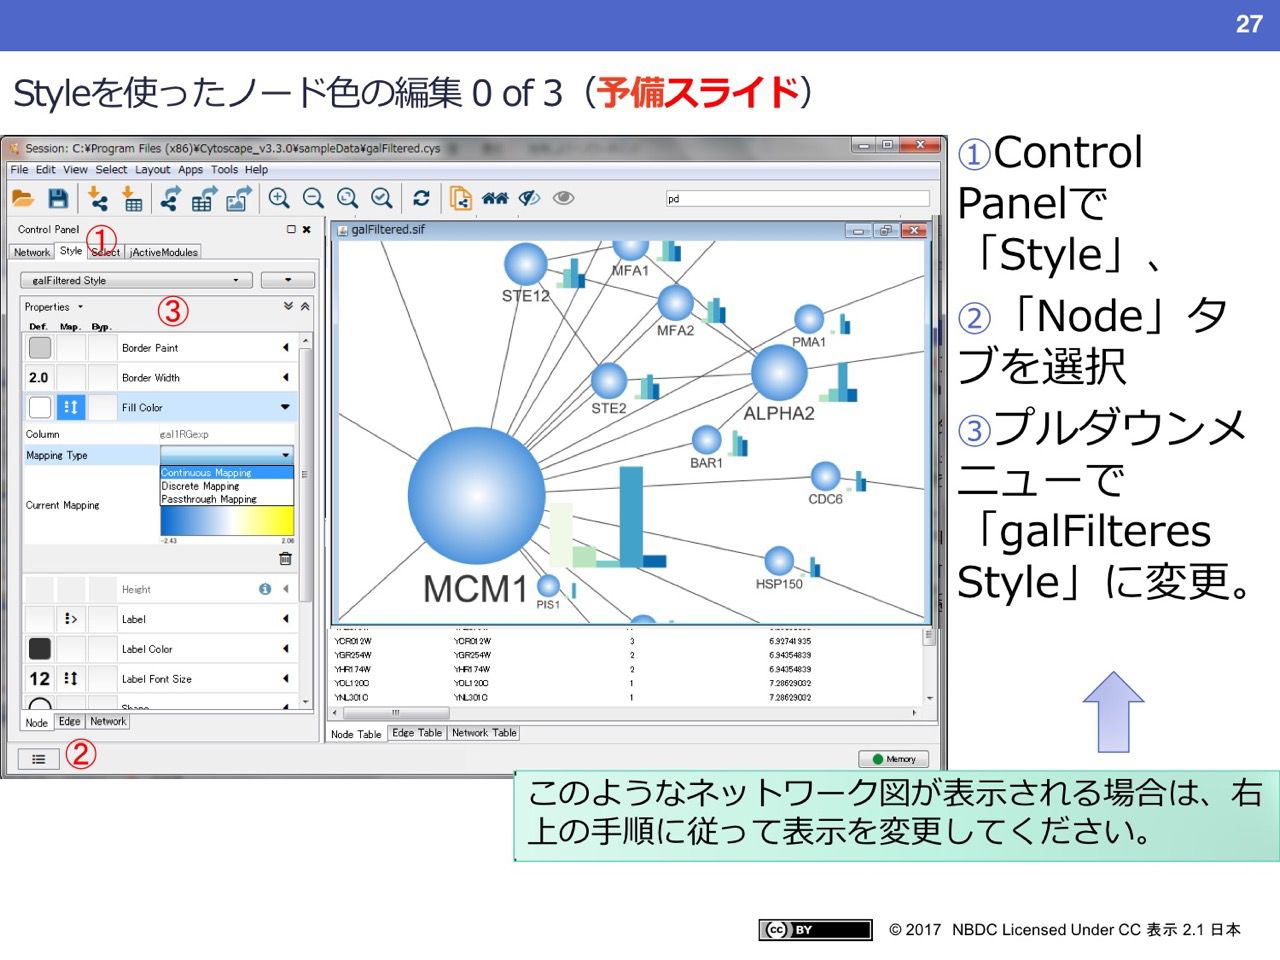 27
Styleを使ったノード色の編集 0 of 3（予備スライド）
Session: C:¥Program Files (x86)¥Cytoscape_v3.3.0¥sampleData¥galFiltered.cys
File Edit View Select Layout Apps Tools Help
pd
Control Panel
①
Network Style Select jActiveModules
galFiltered Style
Properties
③
Def. Map. Byp.
Border Paint
2.0 Border Width
Fill Color
Column gal1RGexp
Mapping Type
Continuous Mapping
Discrete Mapping
Passthrough Mapping
Current Mapping
-2.43 2.06
Height
Label
Label Color
12 Label Font Size
Shape
Node Edge Network
②
galFiltered.sif
STE12
MFA1
MFA2
PMA1
STE2
ALPHA2
BAR1
CDC6
MCM1
HSP150
PIS1
YCR012W YCR012W 3 6.92741935
YGR254W YGR254W 2 6.94354839
YHR174W YHR174W 2 6.94354839
YOL120C YOL120C 1 7.28629032
YNL301C YNL301C 1 7.28629032
Node Table Edge Table Network Table
Memory
①Control
Panelで
「Style」、
②「Node」タ
ブを選択
③プルダウンメ
ニューで
「galFilteres
Style」に変更。
このようなネットワーク図が表示される場合は、右
上の手順に従って表示を変更してください。
cc BY
© 2017 NBDC Licensed Under CC 表示 2.1 日本